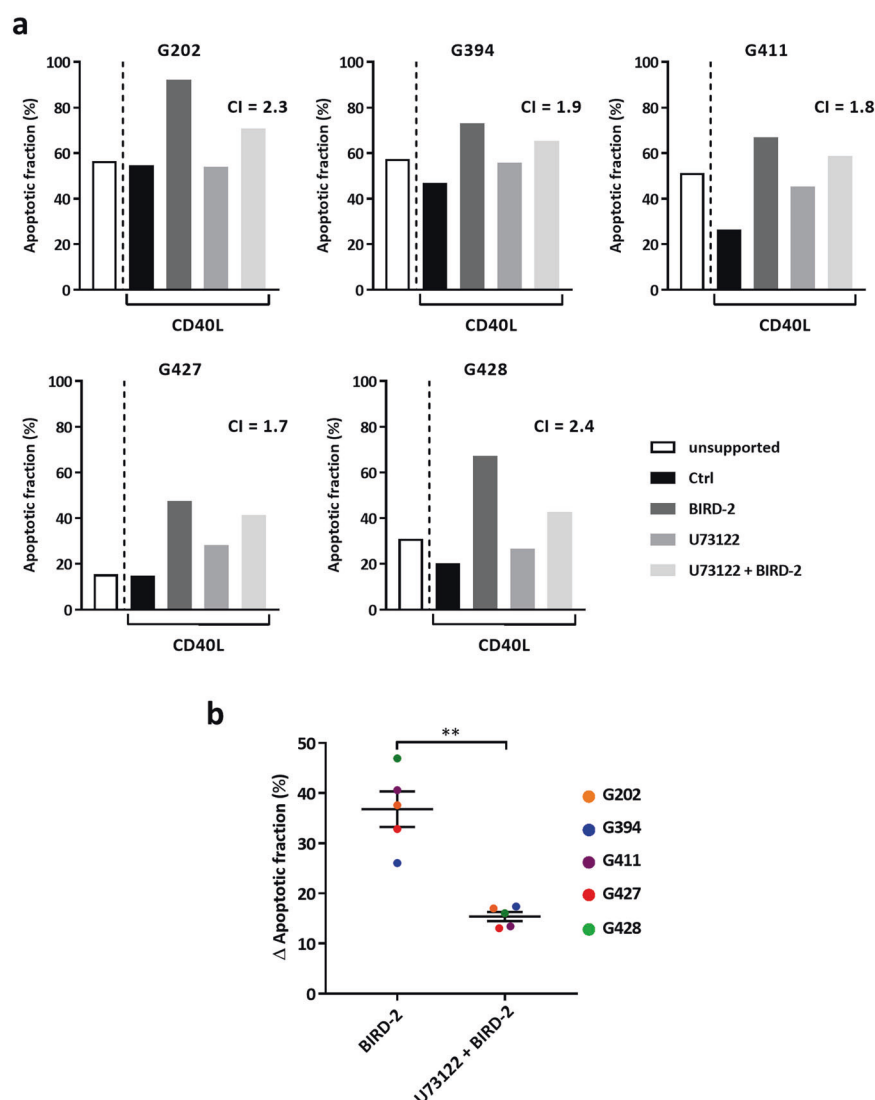 a
G202
Apoptotic fraction (%)
100
80
60
40
20
0
CI = 2.3
CD40L
G394
Apoptotic fraction (%)
100
80
60
40
20
0
CI = 1.9
CD40L
G411
Apoptotic fraction (%)
100
80
60
40
20
0
CI = 1.8
CD40L
G427
Apoptotic fraction (%)
100
80
60
40
20
0
CI = 1.7
CD40L
G428
Apoptotic fraction (%)
100
80
60
40
20
0
CI = 2.4
CD40L
unsupported
Ctrl
BIRD-2
U73122
U73122 + BIRD-2
b
Δ Apoptotic fraction (%)
50
40
30
20
10
0
**
BIRD-2
U73122 + BIRD-2
G202
G394
G411
G427
G428